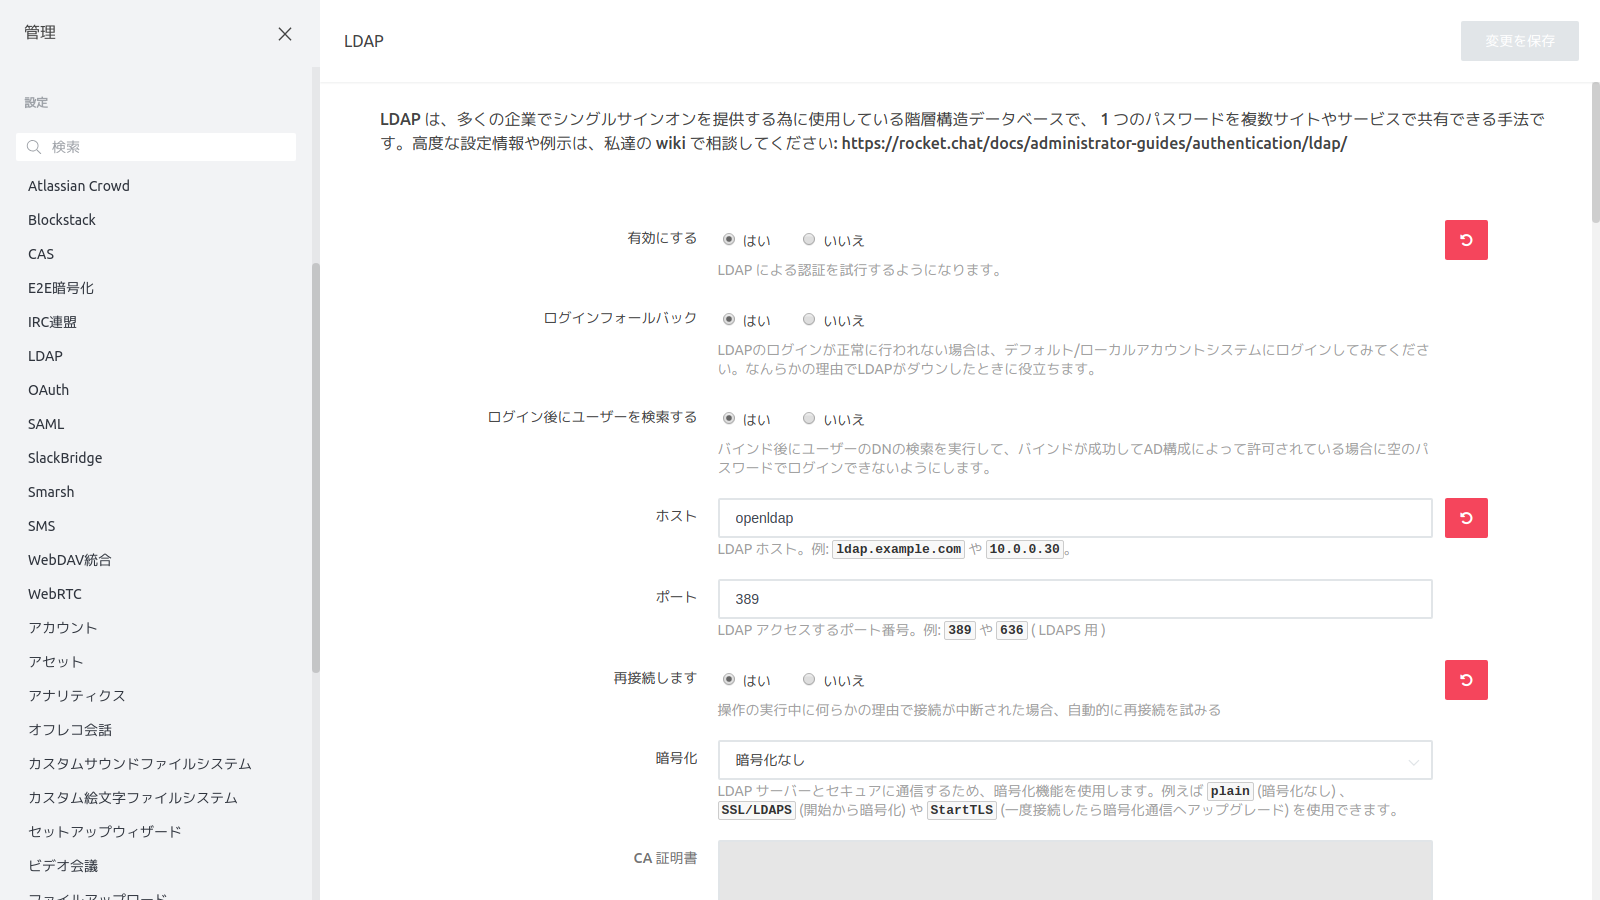 管理
設定
検索
Atlassian Crowd
Blockstack
CAS
E2E暗号化
IRC連盟
LDAP
OAuth
SAML
SlackBridge
Smarsh
SMS
WebDAV統合
WebRTC
アカウント
アセット
アナリティクス
オフレコ会話
カスタムサウンドファイルシステム
カスタム絵文字ファイルシステム
セットアップウィザード
ビデオ会議
ファイルアップロード
LDAP
変更を保存
LDAP は、多くの企業でシングルサインオンを提供する為に使用している階層構造データベースで、 1 つのパスワードを複数サイトやサービスで共有できる手法で
す。高度な設定情報や例示は、私達の wiki で相談してください: https://rocket.chat/docs/administrator-guides/authentication/ldap/
有効にする はい いいえ
LDAP による認証を試行するようになります。
ログインフォールバック はい いいえ
LDAPのログインが正常に行われない場合は、デフォルト/ローカルアカウントシステムにログインしてみてくださ
い。なんらかの理由でLDAPがダウンしたときに役立ちます。
ログイン後にユーザーを検索する はい いいえ
バインド後にユーザーのDNの検索を実行して、バインドが成功してAD構成によって許可されている場合に空のパ
スワードでログインできないようにします。
ホスト openldap
LDAP ホスト。例: ldap.example.com や 10.0.0.30。
ポート 389
LDAP アクセスするポート番号。例: 389 や 636 ( LDAPS 用 )
再接続します はい いいえ
操作の実行中に何らかの理由で接続が中断された場合、自動的に再接続を試みる
暗号化 暗号化なし
LDAP サーバーとセキュアに通信するため、暗号化機能を使用します。例えば plain (暗号化なし) 、
SSL/LDAPS (開始から暗号化) や StartTLS (一度接続したら暗号化通信へアップグレード) を使用できます。
CA 証明書